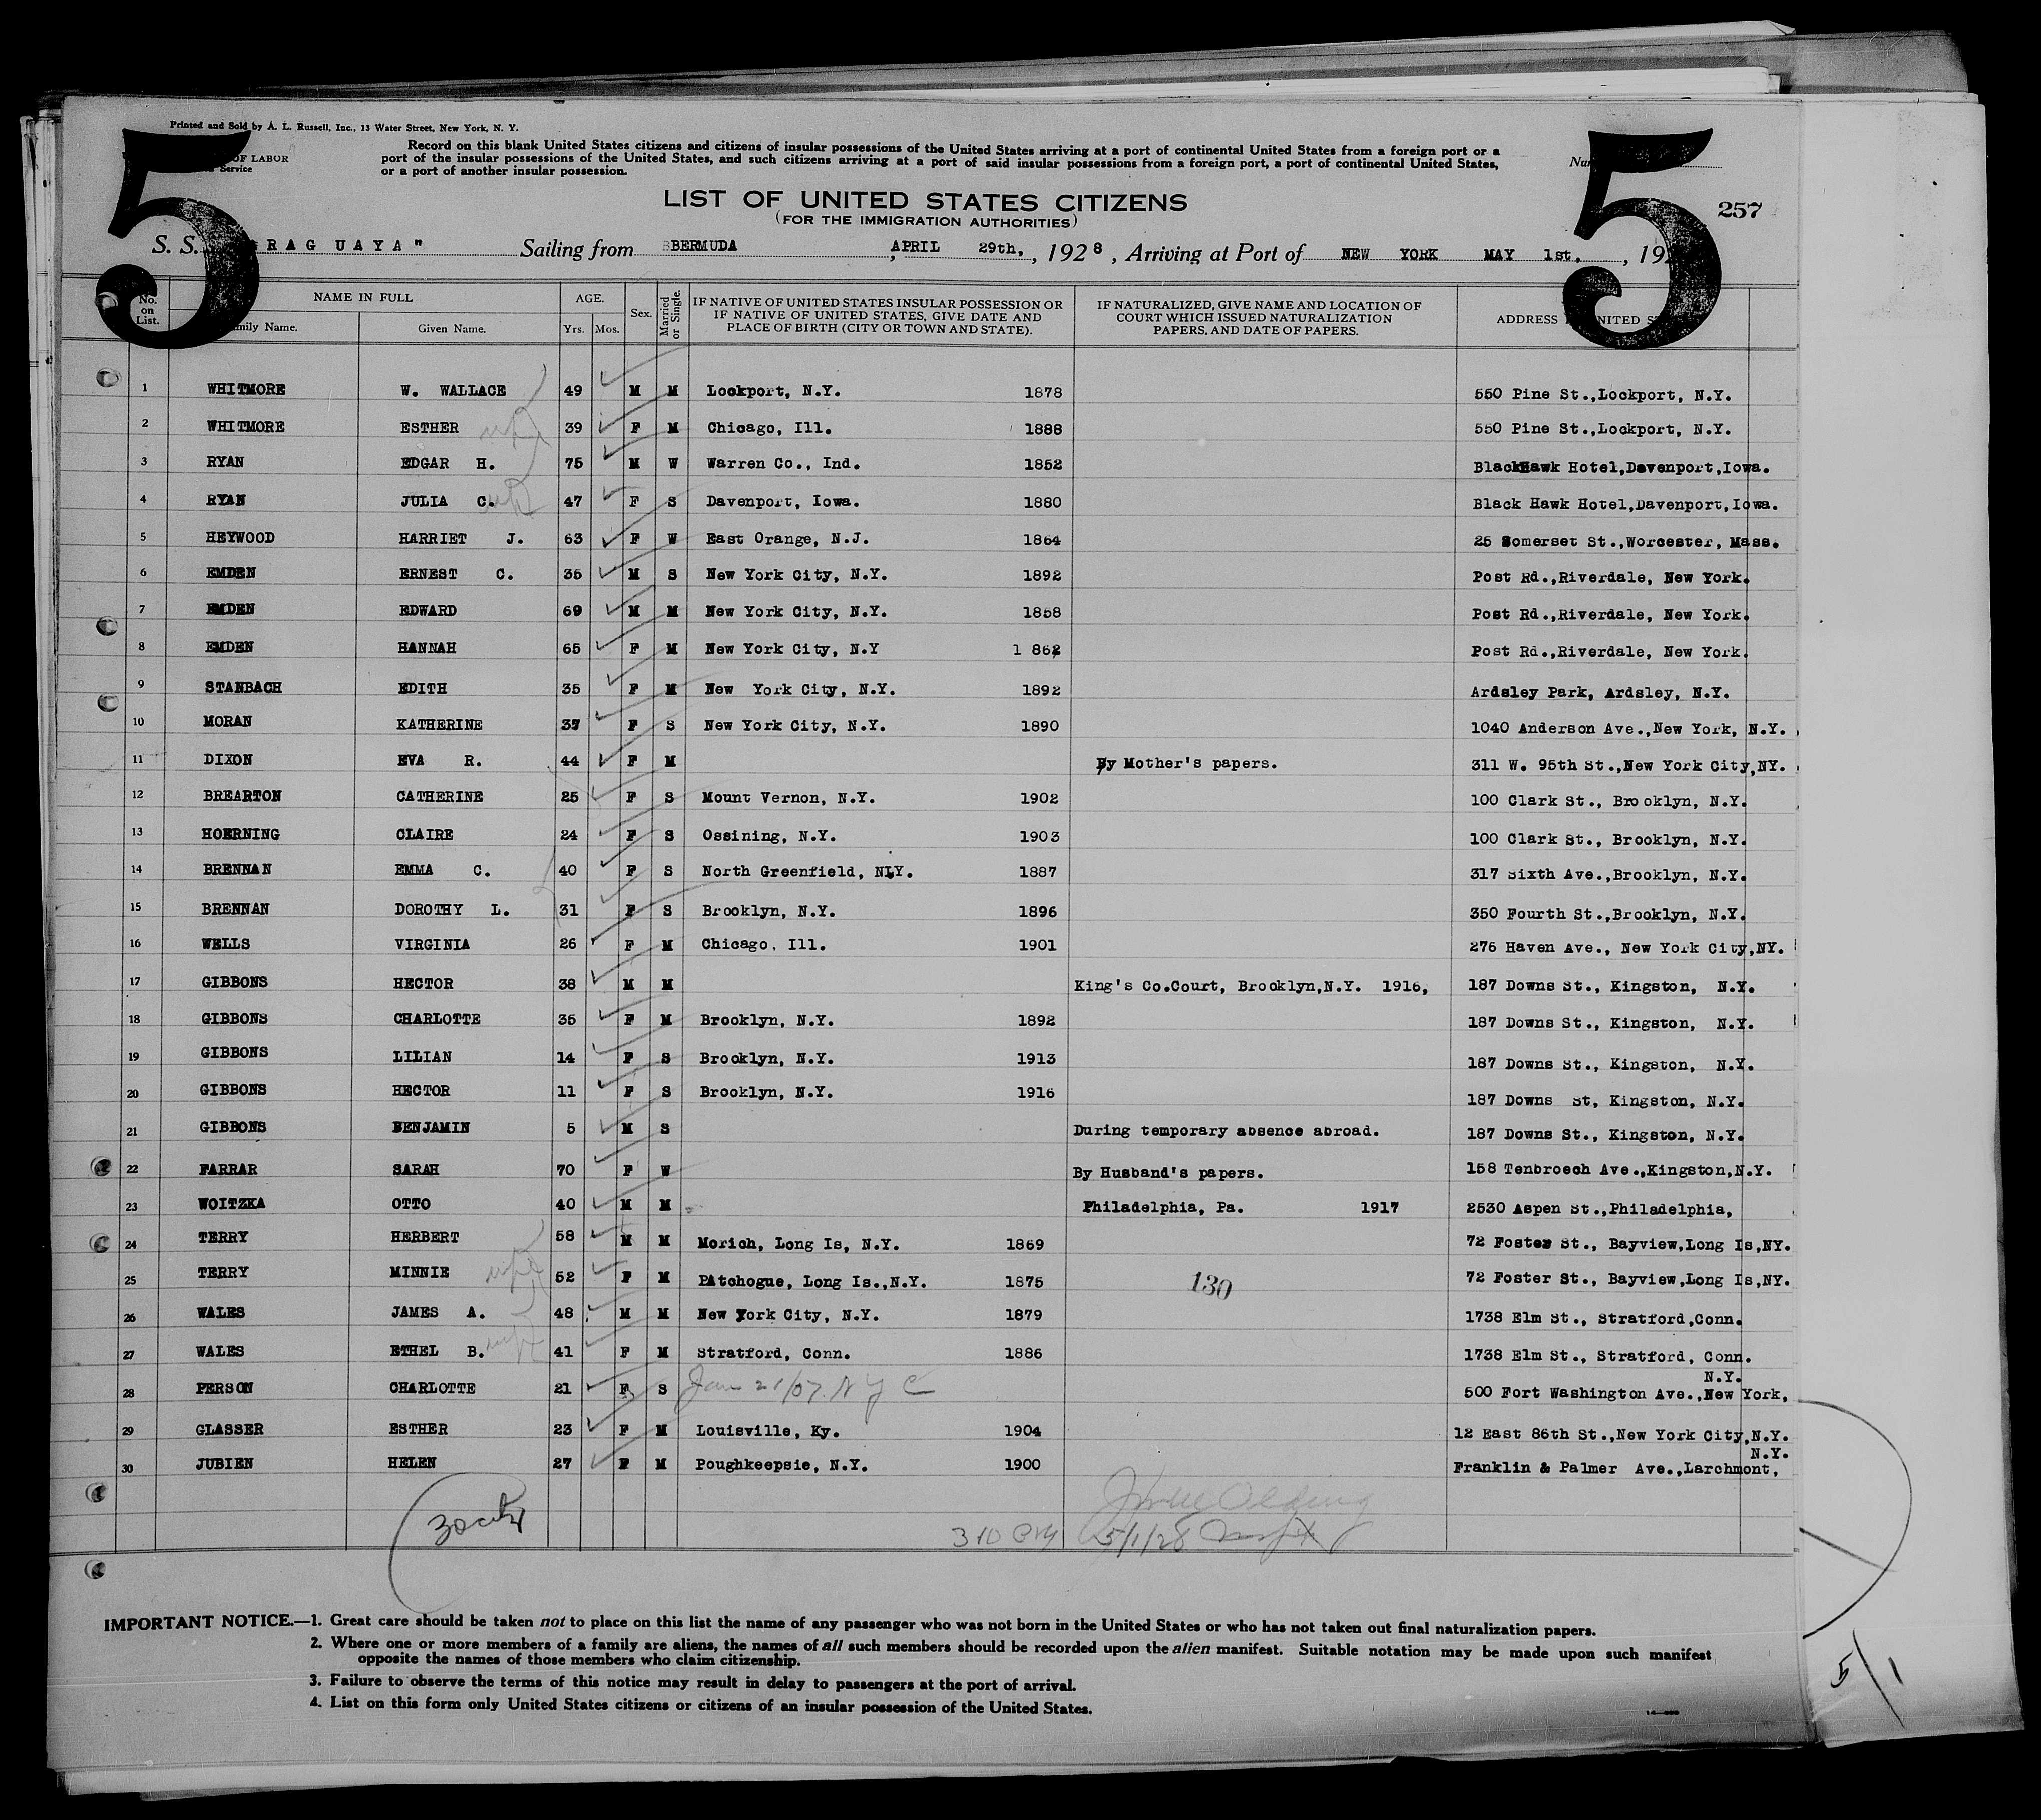 Printed and Sold by A. L. Russell, Inc., 13 Water Street, New York, N. Y.
OF LABOR
Service
Record on this blank United States citizens and citizens of insular possessions of the United States arriving at a port of continental United States from a foreign port or a
port of the insular possessions of the United States, and such citizens arriving at a port of said insular possessions from a foreign port, a port of continental United States,
or a port of another insular possession.
5 5
257
LIST OF UNITED STATES CITIZENS
(FOR THE IMMIGRATION AUTHORITIES)
S. S. RAGUAYA" Sailing from BERMUDA, APRIL 29th, , 1928, Arriving at Port of NEW YORK MAY 1st, , 19
No. on List. NAME IN FULL AGE. Sex. Married or Single. IF NATIVE OF UNITED STATES INSULAR POSSESSION OR IF NATIVE OF UNITED STATES, GIVE DATE AND PLACE OF BIRTH (CITY OR TOWN AND STATE). IF NATURALIZED, GIVE NAME AND LOCATION OF COURT WHICH ISSUED NATURALIZATION PAPERS, AND DATE OF PAPERS. ADDRESS
Name. Given Name. Yrs. Mos.
1 WHITMORE W. WALLACE 49 M M Lockport, N.Y. 1878 550 Pine St.,Lockport, N.Y.
2 WHITMORE ESTHER 39 F M Chicago, Ill. 1888 550 Pine St.,Lockport, N.Y.
3 RYAN EDGAR H. 75 M W Warren Co., Ind. 1852 BlackHawk Hotel,Davenport,Iowa.
4 RYAN JULIA C. 47 F S Davenport, Iowa. 1880 Black Hawk Hotel,Davenport,Iowa.
5 HEYWOOD HARRIET J. 63 F W East Orange, N.J. 1864 25 Somerset St.,Worcester, Mass.
6 EMDEN ERNEST C. 35 M S New York City, N.Y. 1892 Post Rd.,Riverdale, New York.
7 EMDEN EDWARD 69 M M New York City, N.Y. 1858 Post Rd.,Riverdale, New York.
8 EMDEN HANNAH 65 F M New York City, N.Y 1 862 Post Rd.,Riverdale, New York.
9 STANBACH EDITH 35 F M New York City, N.Y. 1892 Ardsley Park, Ardsley, N.Y.
10 MORAN KATHERINE 37 F S New York City, N.Y. 1890 1040 Anderson Ave.,New York, N.Y.
11 DIXON EVA R. 44 F M By Mother's papers. 311 W. 95th St.,New York City,NY.
12 BREARTON CATHERINE 25 F S Mount Vernon, N.Y. 1902 100 Clark St., Brooklyn, N.Y.
13 HOERNING CLAIRE 24 F S Ossining, N.Y. 1903 100 Clark St., Brooklyn, N.Y.
14 BRENNAN EMMA C. 40 F S North Greenfield, N.Y. 1887 317 Sixth Ave.,Brooklyn, N.Y.
15 BRENNAN DOROTHY L. 31 F S Brooklyn, N.Y. 1896 350 Fourth St.,Brooklyn, N.Y.
16 WELLS VIRGINIA 26 F M Chicago, Ill. 1901 276 Haven Ave., New York City,NY.
17 GIBBONS HECTOR 38 M M King's Co.Court, Brooklyn,N.Y. 1916, 187 Downs St., Kingston, N.Y.
18 GIBBONS CHARLOTTE 35 F M Brooklyn, N.Y. 1892 187 Downs St., Kingston, N.Y.
19 GIBBONS LILIAN 14 F S Brooklyn, N.Y. 1913 187 Downs St., Kingston, N.Y.
20 GIBBONS HECTOR 11 F S Brooklyn, N.Y. 1916 187 Downs St, Kingston, N.Y.
21 GIBBONS BENJAMIN 5 M S During temporary absence abroad. 187 Downs St., Kingston, N.Y.
22 FARRAR SARAH 70 F W By Husband's papers. 158 Tenbroech Ave.,Kingston,N.Y.
23 WOITZKA OTTO 40 M M Philadelphia, Pa. 1917 2530 Aspen St.,Philadelphia,
24 TERRY HERBERT 58 M M Morich, Long Is, N.Y. 1869 72 Foster St., Bayview,Long Is,NY.
25 TERRY MINNIE 52 F M PAtchogue, Long Is.,N.Y. 1875 130 72 Foster St., Bayview,Long Is,NY.
26 WALES JAMES A. 48 M M New York City, N.Y. 1879 1738 Elm St., Stratford,Conn.
27 WALES ETHEL B. 41 F M Stratford, Conn. 1886 1738 Elm St., Stratford, Conn.
28 PERSON CHARLOTTE 21 F S Jan 21/07. N Y C 500 Fort Washington Ave.,New York, N.Y.
29 GLASSER ESTHER 23 F M Louisville, Ky. 1904 12 East 86th St.,New York City,N.Y.
30 JUBIEN HELEN 27 F M Poughkeepsie, N.Y. 1900 Franklin & Palmer Ave.,Larchmont, N.Y.
5/1/28
IMPORTANT NOTICE.—1. Great care should be taken not to place on this list the name of any passenger who was not born in the United States or who has not taken out final naturalization papers.
2. Where one or more members of a family are aliens, the names of all such members should be recorded upon the alien manifest. Suitable notation may be made upon such manifest
opposite the names of those members who claim citizenship.
3. Failure to observe the terms of this notice may result in delay to passengers at the port of arrival.
4. List on this form only United States citizens or citizens of an insular possession of the United States.
5/1